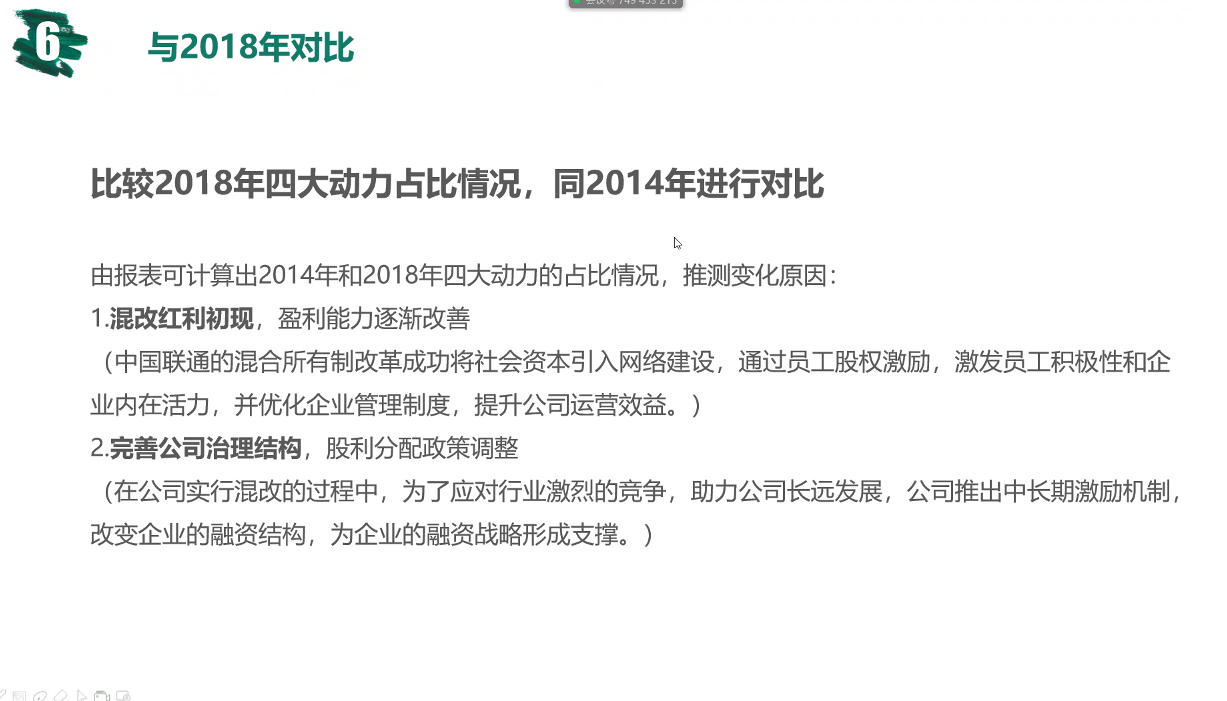 6
与2018年对比
比较2018年四大动力占比情况，同2014年进行对比
由报表可计算出2014年和2018年四大动力的占比情况，推测变化原因：
1.混改红利初现，盈利能力逐渐改善
（中国联通的混合所有制改革成功将社会资本引入网络建设，通过员工股权激励，激发员工积极性和企
业内在活力，并优化企业管理制度，提升公司运营效益。）
2.完善公司治理结构，股利分配政策调整
（在公司实行混改的过程中，为了应对行业激烈的竞争，助力公司长远发展，公司推出中长期激励机制，
改变企业的融资结构，为企业的融资战略形成支撑。）